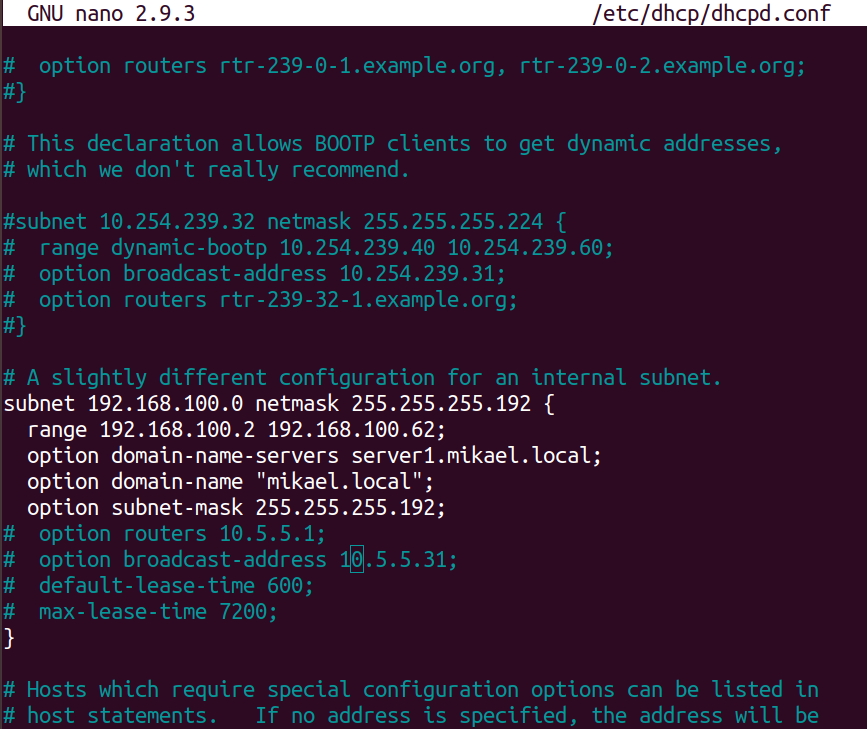 GNU nano 2.9.3 /etc/dhcp/dhcpd.conf
#  option routers rtr-239-0-1.example.org, rtr-239-0-2.example.org;
#}
# This declaration allows BOOTP clients to get dynamic addresses,
# which we don't really recommend.
#subnet 10.254.239.32 netmask 255.255.255.224 {
#  range dynamic-bootp 10.254.239.40 10.254.239.60;
#  option broadcast-address 10.254.239.31;
#  option routers rtr-239-32-1.example.org;
#}
# A slightly different configuration for an internal subnet.
subnet 192.168.100.0 netmask 255.255.255.192 {
  range 192.168.100.2 192.168.100.62;
  option domain-name-servers server1.mikael.local;
  option domain-name "mikael.local";
  option subnet-mask 255.255.255.192;
#  option routers 10.5.5.1;
#  option broadcast-address 10.5.5.31;
#  default-lease-time 600;
#  max-lease-time 7200;
}
# Hosts which require special configuration options can be listed in
# host statements.   If no address is specified, the address will be